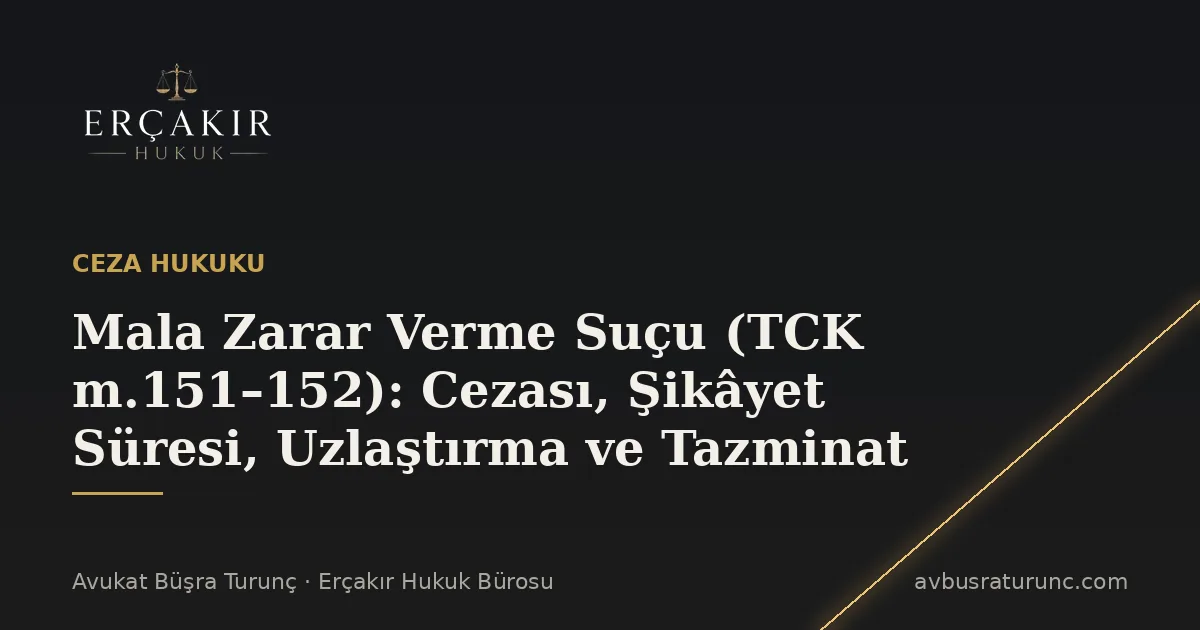 ERÇAKIR
HUKUK
CEZA HUKUKU
Mala Zarar Verme Suçu (TCK
m.151–152): Cezası, Şikâyet
Süresi, Uzlaştırma ve Tazminat
Avukat Büşra Turunç · Erçakır Hukuk Bürosu
avbusraturunc.com